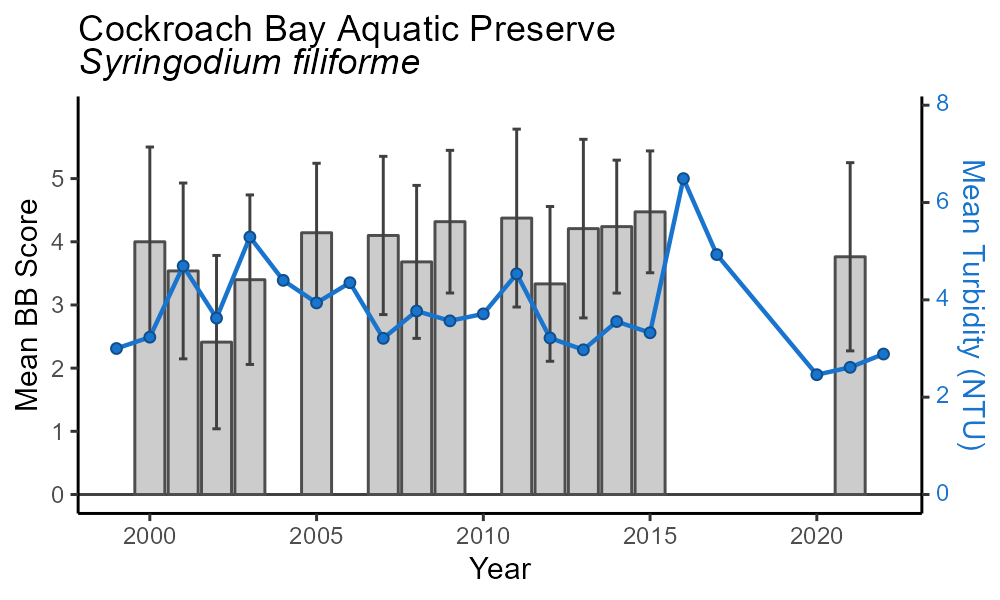 Cockroach Bay Aquatic Preserve
Syringodium filiforme
Mean BB Score
5
4
3
2
1
0
8
6
4
2
0
Mean Turbidity (NTU)
2000 2005 2010 2015 2020
Year